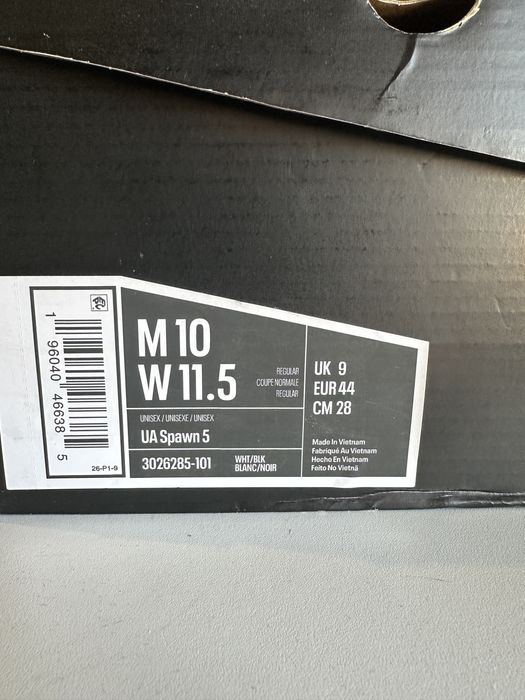 1 96040 46638 5
26-P1-9
M 10
W 11.5
REGULAR
COUPE NORMALE
REGULAR
UNISEX / UNISEXE / UNISEX
UA Spawn 5
3026285-101
WHT/BLK
BLANC/NOIR
UK 9
EUR 44
CM 28
Made In Vietnam
Fabriqué Au Vietnam
Hecho En Vietnam
Feito No Vietnã